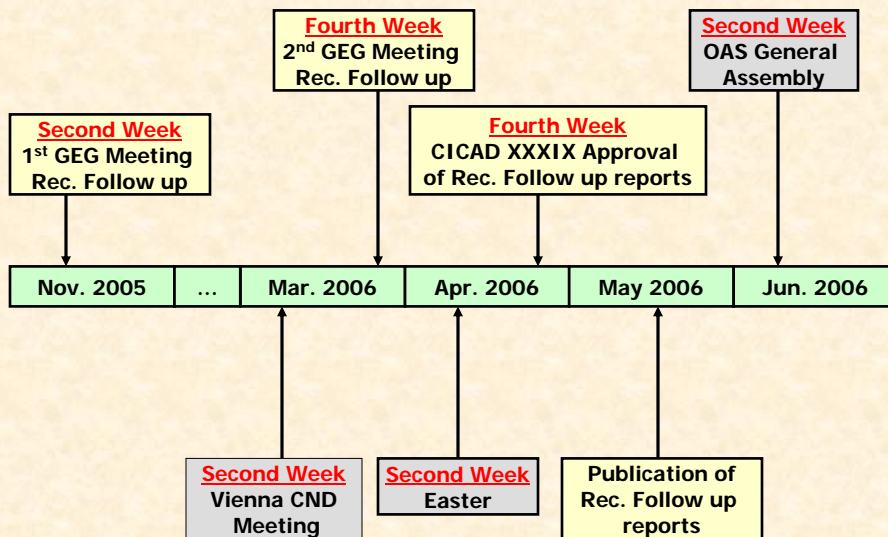 Fourth Week
2nd GEG Meeting
Rec. Follow up
Second Week
OAS General
Assembly
Second Week
1st GEG Meeting
Rec. Follow up
Fourth Week
CICAD XXXIX Approval
of Rec. Follow up reports
Nov. 2005 ... Mar. 2006 Apr. 2006 May 2006 Jun. 2006
Second Week
Vienna CND
Meeting
Second Week
Easter
Publication of
Rec. Follow up
reports